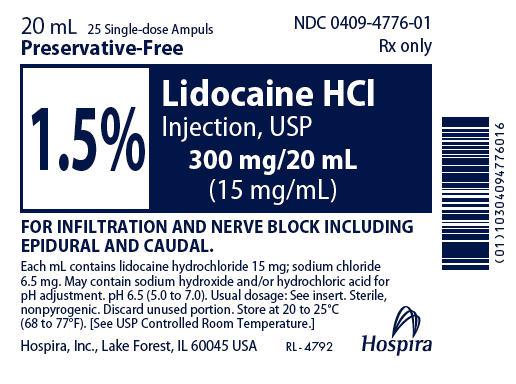 20 mL 25 Single-dose Ampuls
NDC 0409-4776-01
Preservative-Free
Rx only
1.5%
Lidocaine HCl
Injection, USP
300 mg/20 mL
(15 mg/mL)
FOR INFILTRATION AND NERVE BLOCK INCLUDING
EPIDURAL AND CAUDAL.
Each mL contains lidocaine hydrochloride 15 mg; sodium chloride
6.5 mg. May contain sodium hydroxide and/or hydrochloric acid for
pH adjustment. pH 6.5 (5.0 to 7.0). Usual dosage: See insert. Sterile,
nonpyrogenic. Discard unused portion. Store at 20 to 25°C
(68 to 77°F). [See USP Controlled Room Temperature.]
Hospira, Inc., Lake Forest, IL 60045 USA
RL-4792
Hospira
(01)10304094776016